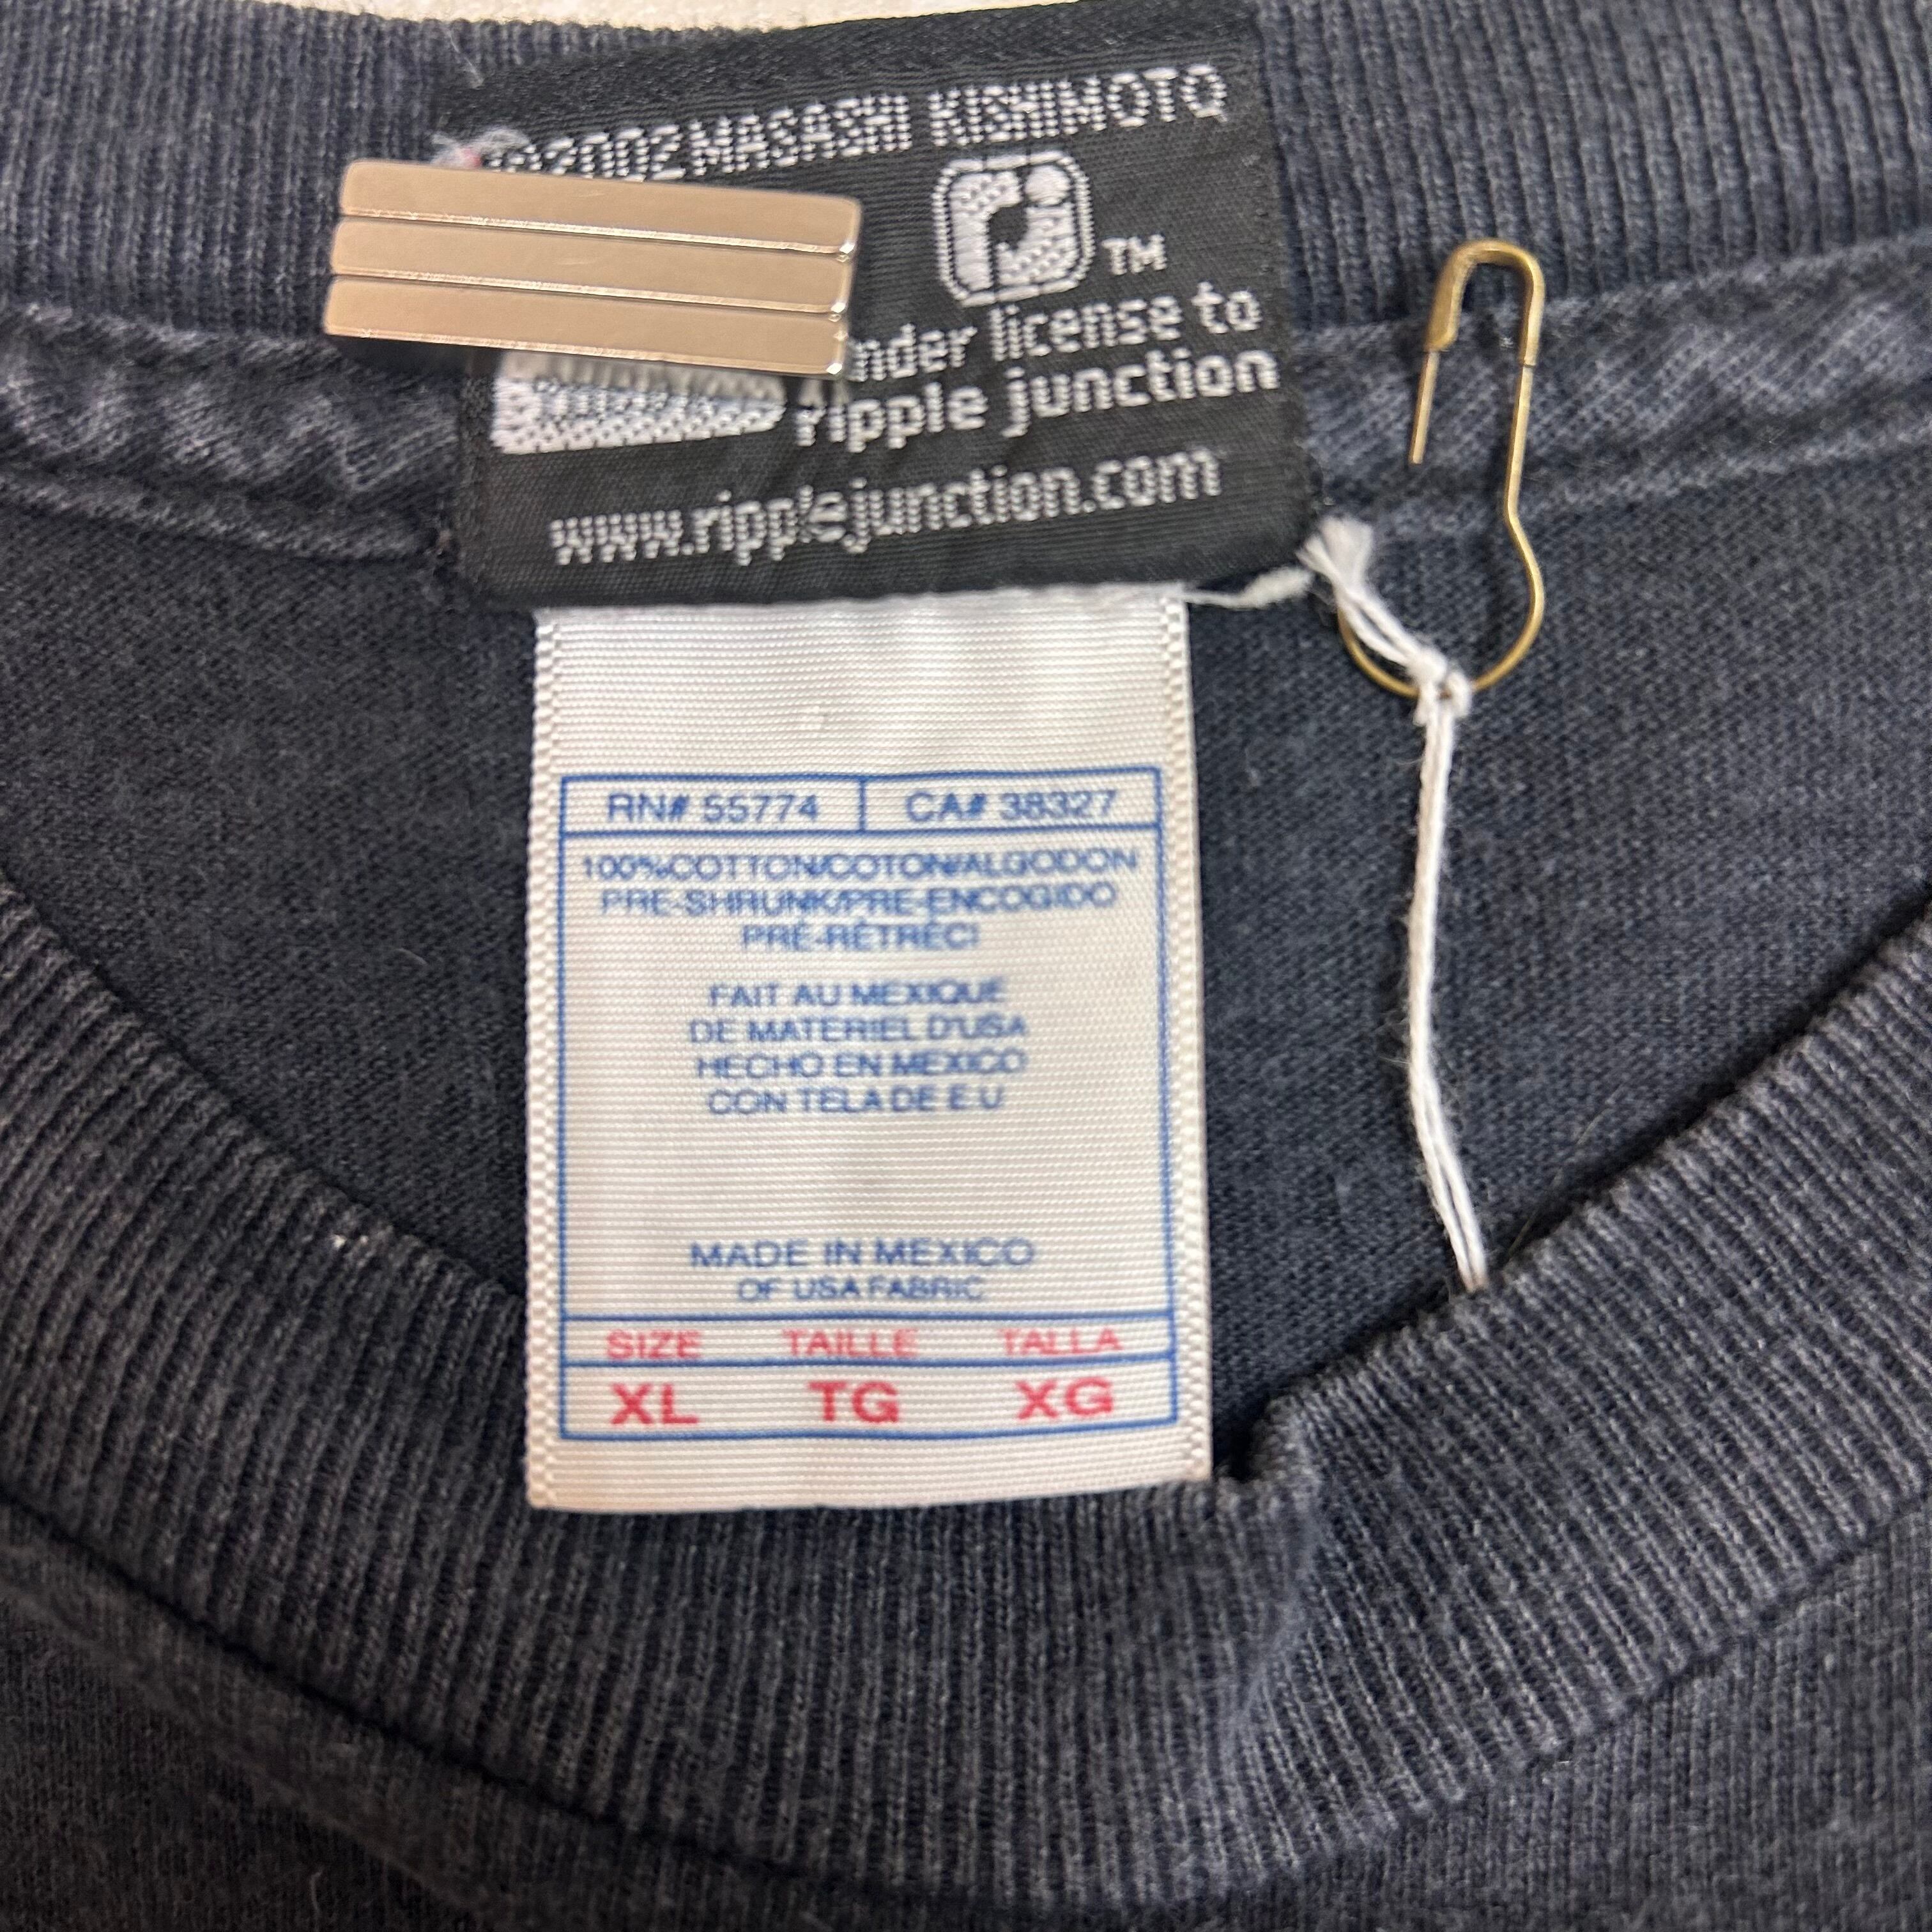 ©2002 MASASHI KISHIMOTO
rj TM
under license to
ripple junction
www.ripplejunction.com
RN# 55774 CA# 38327
100%COTTON/COTON/ALGODON
PRE-SHRUNK/PRE-ENCOGIDO
PRÉ-RÉTRÉCI
FAIT AU MEXIQUE
DE MATERIEL D'USA
HECHO EN MEXICO
CON TELA DE E.U
MADE IN MEXICO
OF USA FABRIC
SIZE TAILLE TALLA
XL TG XG